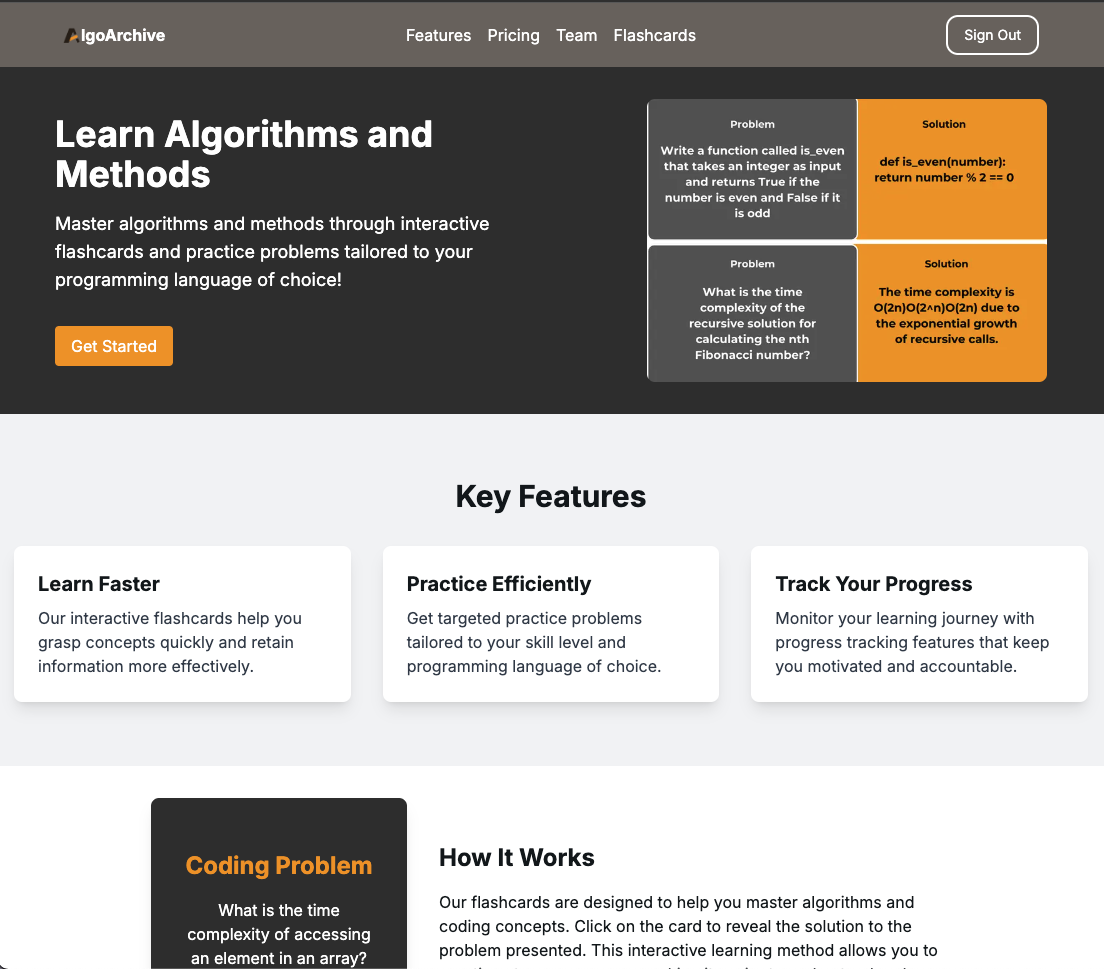 AlgoArchive
Features Pricing Team Flashcards
Sign Out
Learn Algorithms and
Methods
Master algorithms and methods through interactive
flashcards and practice problems tailored to your
programming language of choice!
Get Started
Problem
Write a function called is_even
that takes an integer as input
and returns True if the
number is even and False if it
is odd
Solution
def is_even(number):
return number % 2 == 0
Problem
What is the time
complexity of the
recursive solution for
calculating the nth
Fibonacci number?
Solution
The time complexity is
O(2n)O(2^n)O(2n) due to
the exponential growth
of recursive calls.
Key Features
Learn Faster
Our interactive flashcards help you
grasp concepts quickly and retain
information more effectively.
Practice Efficiently
Get targeted practice problems
tailored to your skill level and
programming language of choice.
Track Your Progress
Monitor your learning journey with
progress tracking features that keep
you motivated and accountable.
Coding Problem
What is the time
complexity of accessing
an element in an array?
How It Works
Our flashcards are designed to help you master algorithms and
coding concepts. Click on the card to reveal the solution to the
problem presented. This interactive learning method allows you to